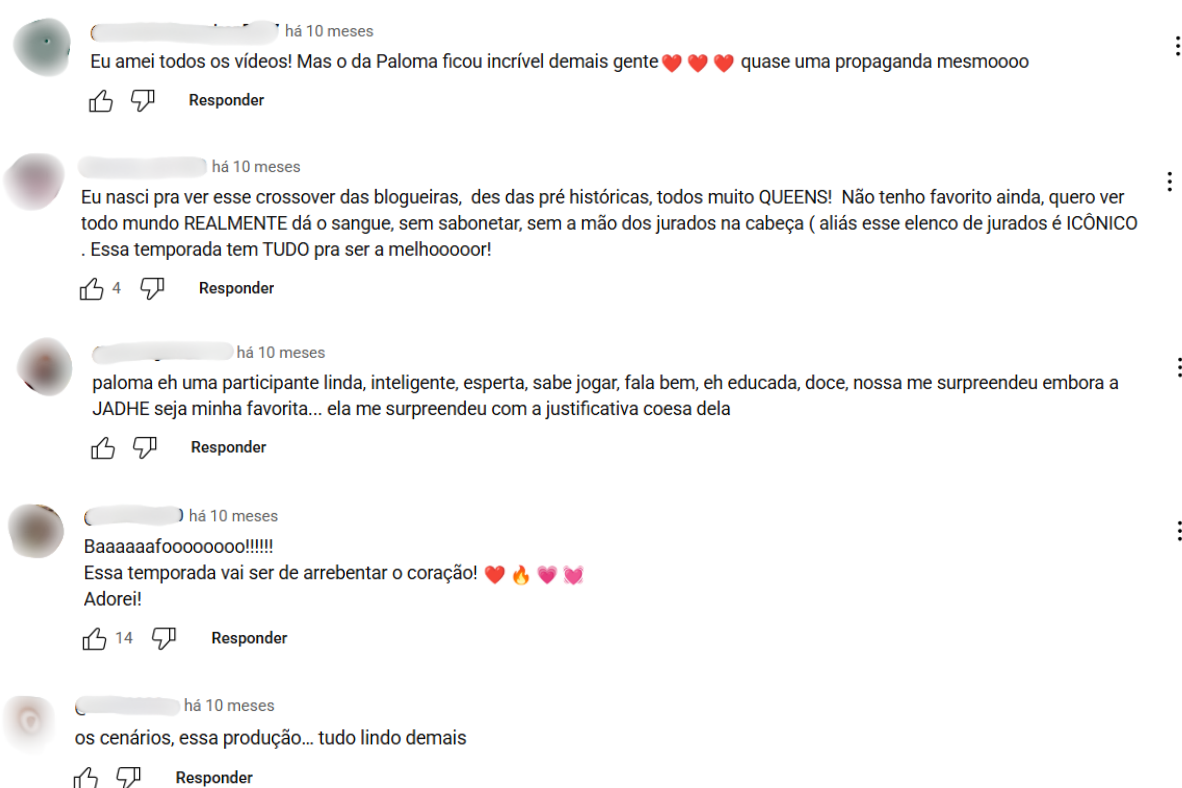 há 10 meses
Eu amei todos os vídeos! Mas o da Paloma ficou incrível demais gente❤️ ❤️ ❤️ quase uma propaganda mesmoooo
Responder
há 10 meses
Eu nasci pra ver esse crossover das blogueiras, des das pré históricas, todos muito QUEENS! Não tenho favorito ainda, quero ver
todo mundo REALMENTE dá o sangue, sem sabonetar, sem a mão dos jurados na cabeça ( aliás esse elenco de jurados é ICÔNICO
. Essa temporada tem TUDO pra ser a melhooooor!
4 Responder
há 10 meses
paloma eh uma participante linda, inteligente, esperta, sabe jogar, fala bem, eh educada, doce, nossa me surpreendeu embora a
JADHE seja minha favorita... ela me surpreendeu com a justificativa coesa dela
Responder
há 10 meses
Baaaaaafoooooooo!!!!!!
Essa temporada vai ser de arrebentar o coração! ❤️ 🔥 💗 💓
Adorei!
14 Responder
há 10 meses
os cenários, essa produção... tudo lindo demais
Responder